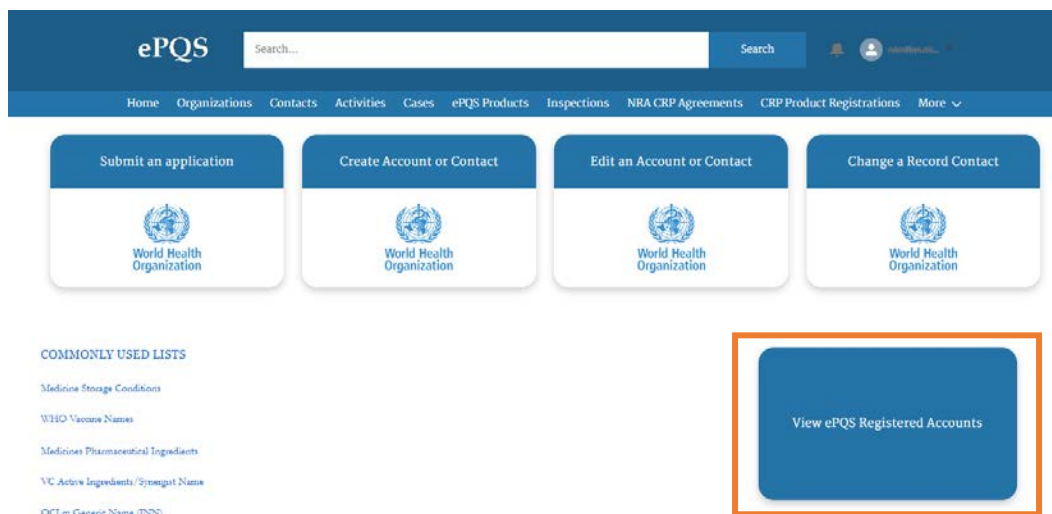 ePQS Search... Search
Home Organizations Contacts Activities Cases ePQS Products Inspections NRA CRP Agreements CRP Product Registrations More
Submit an application Create Account or Contact Edit an Account or Contact Change a Record Contact
World Health World Health World Health World Health
Organization Organization Organization Organization
COMMONLY USED LISTS
Medicine Storage Conditions
WHO Vaccine Names
View ePQS Registered Accounts
Medicines Pharmaceutical Ingredients
VC Active Ingredients/Synergist Name
Generic Name (INN)